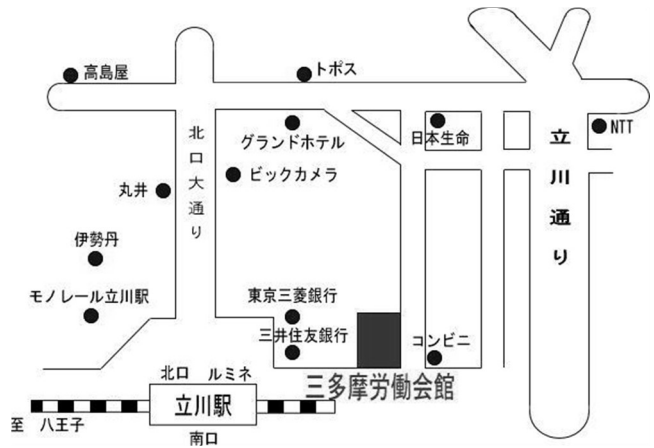 高島屋
トポス
北口大通り
グランドホテル
日本生命
NTT
立川通り
ビックカメラ
丸井
伊勢丹
モノレール立川駅
東京三菱銀行
三井住友銀行
コンビニ
三多摩労働会館
北口 ルミネ
立川駅
至 八王子
南口